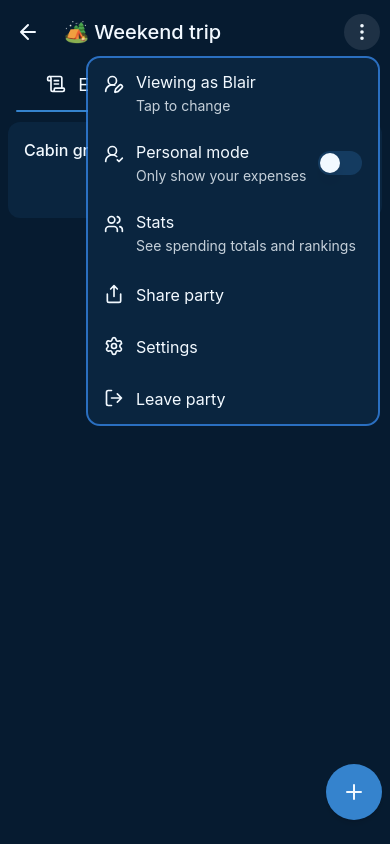 🏕️ Weekend trip
Viewing as Blair
Tap to change
Cabin gr
Personal mode
Only show your expenses
Stats
See spending totals and rankings
Share party
Settings
Leave party